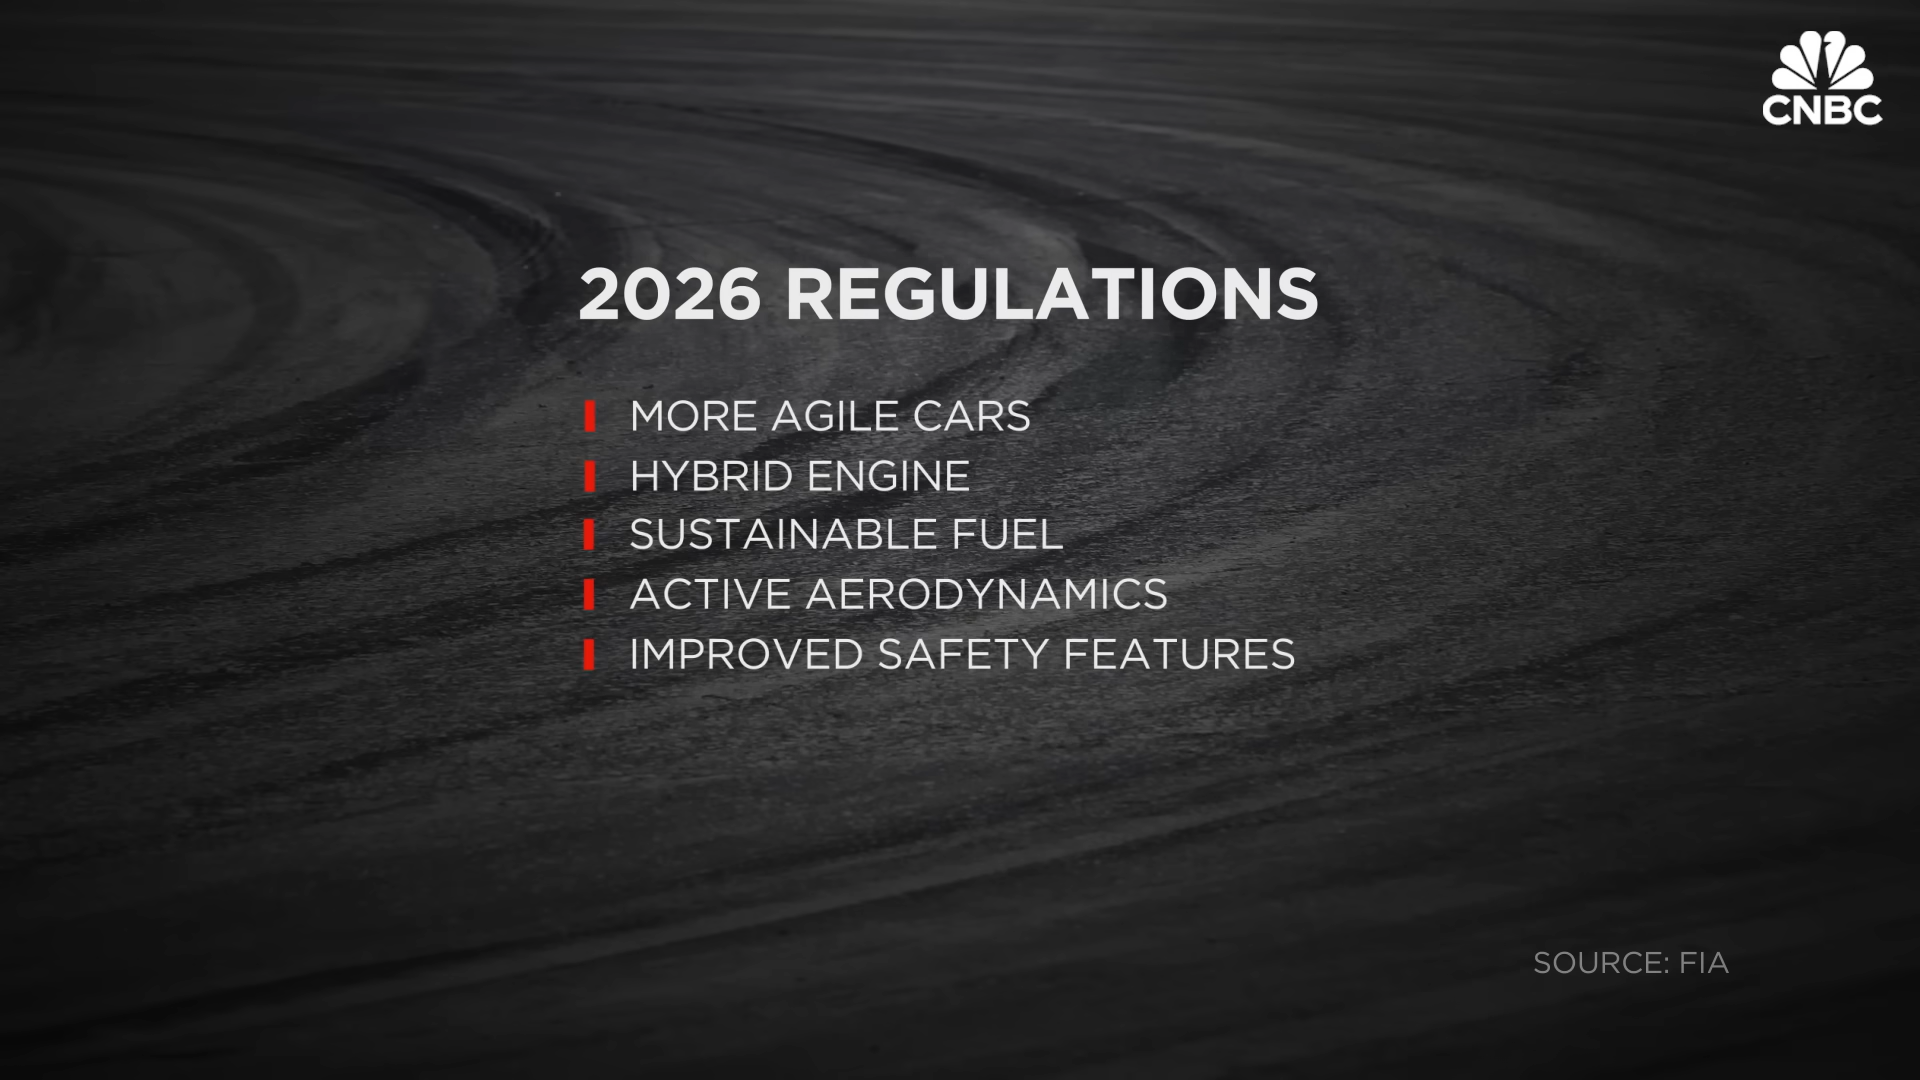 CNBC
2026 REGULATIONS
MORE AGILE CARS
HYBRID ENGINE
SUSTAINABLE FUEL
ACTIVE AERODYNAMICS
IMPROVED SAFETY FEATURES
SOURCE: FIA